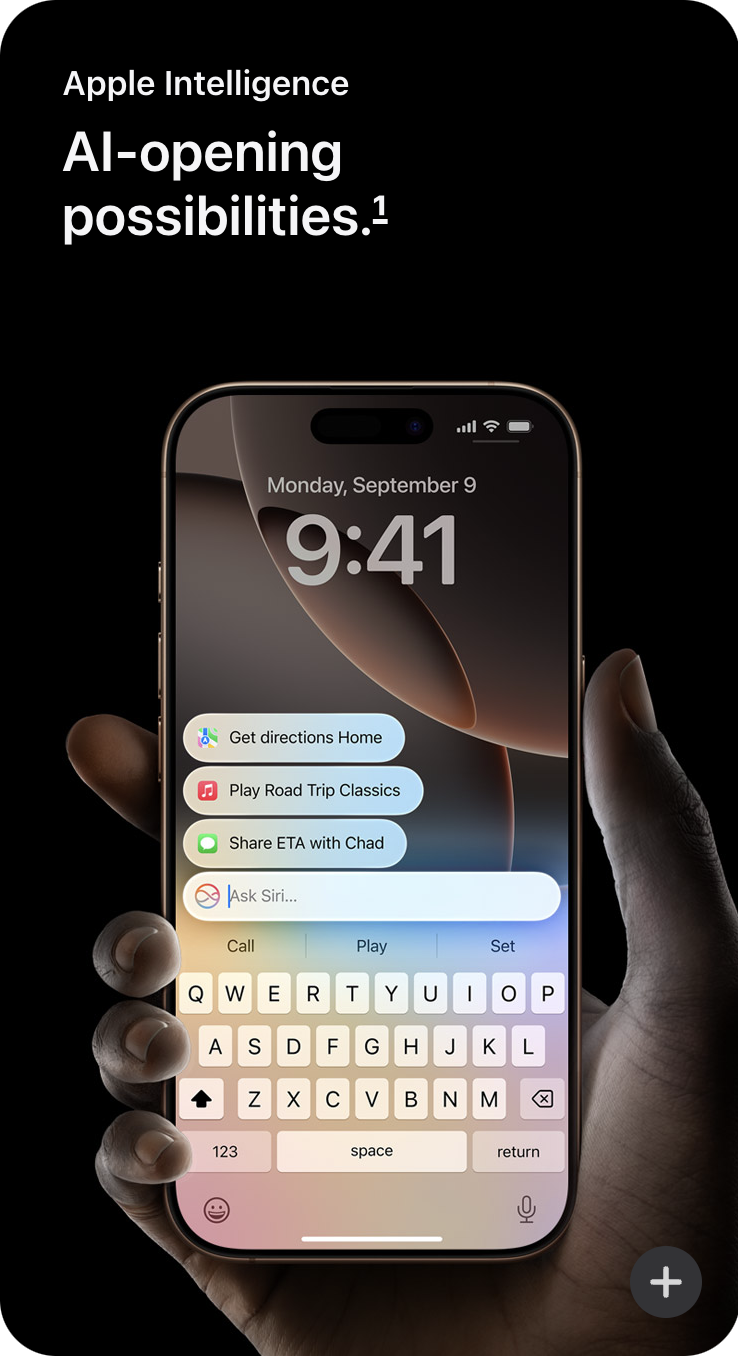 Apple Intelligence
AI-opening
possibilities.1
Monday, September 9
9:41
Get directions Home
Play Road Trip Classics
Share ETA with Chad
Ask Siri...
Call Play Set
Q W E R T Y U I O P
A S D F G H J K L
Z X C V B N M
123 space return